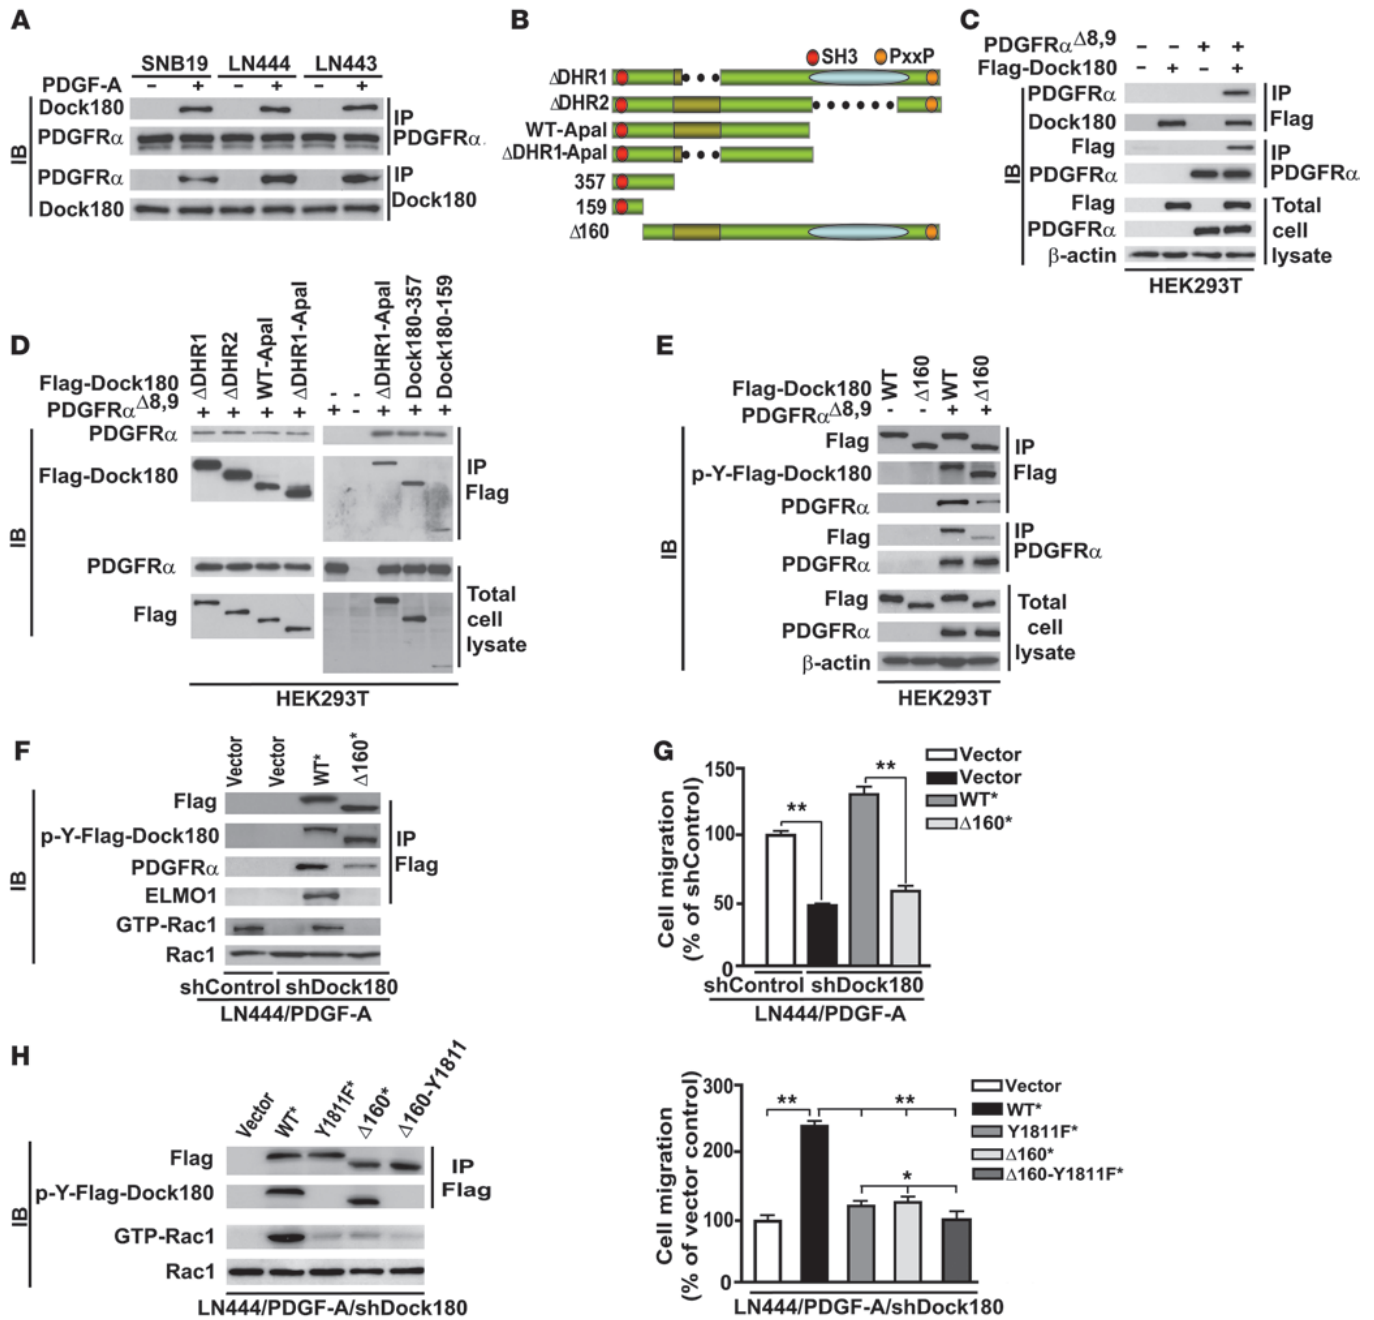 A
SNB19 LN444 LN443
PDGF-A − + − + − +
Dock180
PDGFRα
IP
PDGFRα
PDGFRα
Dock180
IP
Dock180
IB
B
SH3 PxxP
ΔDHR1
ΔDHR2
WT-ApaI
ΔDHR1-ApaI
357
159
Δ160
C
PDGFRαΔ8,9 − − + +
Flag-Dock180 − + − +
PDGFRα
Dock180
IP
Flag
Flag
PDGFRα
IP
PDGFRα
Flag
PDGFRα
β-actin
Total
cell
lysate
IB
HEK293T
D
ΔDHR1
ΔDHR2
WT-ApaI
ΔDHR1-ApaI
ΔDHR1-ApaI
Dock180-357
Dock180-159
Flag-Dock180 - -
PDGFRαΔ8,9 + + + + + - + + +
PDGFRα
Flag-Dock180
IP
Flag
PDGFRα
Flag
Total
cell
lysate
IB
HEK293T
E
WT
Δ160
WT
Δ160
Flag-Dock180
PDGFRαΔ8,9 - - + +
Flag
p-Y-Flag-Dock180
PDGFRα
IP
Flag
Flag
PDGFRα
IP
PDGFRα
Flag
PDGFRα
β-actin
Total
cell
lysate
IB
HEK293T
F
Vector
Vector
WT*
Δ160*
Flag
p-Y-Flag-Dock180
PDGFRα
ELMO1
IP
Flag
GTP-Rac1
Rac1
IB
shControl shDock180
LN444/PDGF-A
G
Cell migration
(% of shControl)
150
100
50
0
**
**
Vector
Vector
WT*
Δ160*
shControl shDock180
LN444/PDGF-A
H
Vector
WT*
Y1811F*
Δ160*
Δ160-Y1811
Flag
p-Y-Flag-Dock180
IP
Flag
GTP-Rac1
Rac1
IB
LN444/PDGF-A/shDock180
Cell migration
(% of vector control)
300
200
100
0
** **
*
Vector
WT*
Y1811F*
Δ160*
Δ160-Y1811F*
LN444/PDGF-A/shDock180